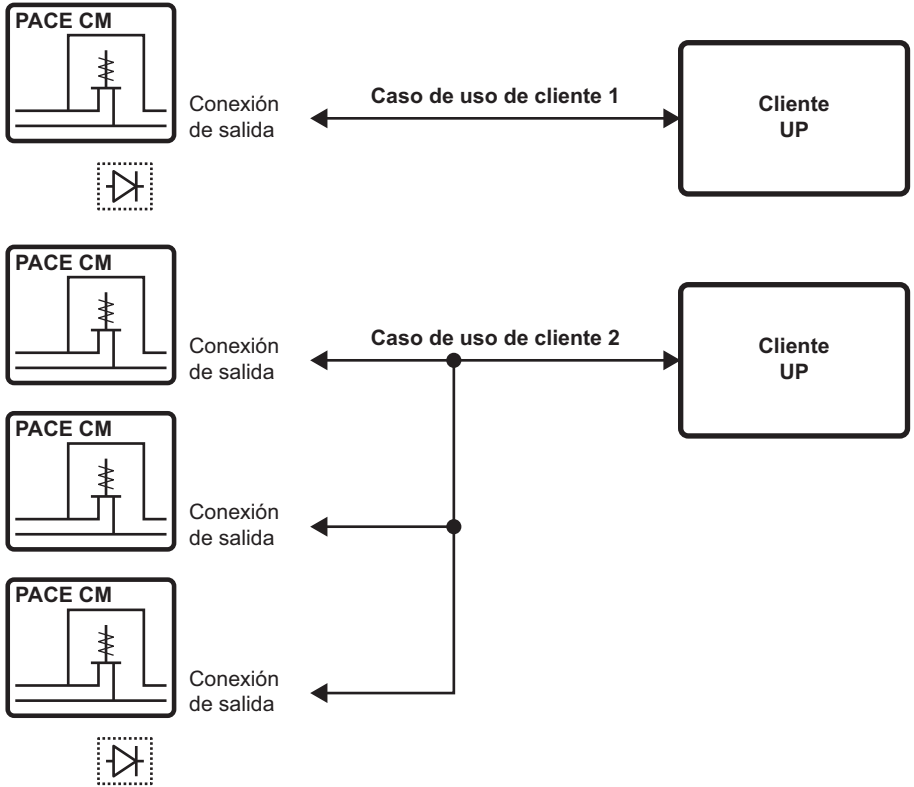 PACE CM
Conexión
de salida
Caso de uso de cliente 1
Cliente
UP
PACE CM
Conexión
de salida
Caso de uso de cliente 2
Cliente
UP
PACE CM
Conexión
de salida
PACE CM
Conexión
de salida